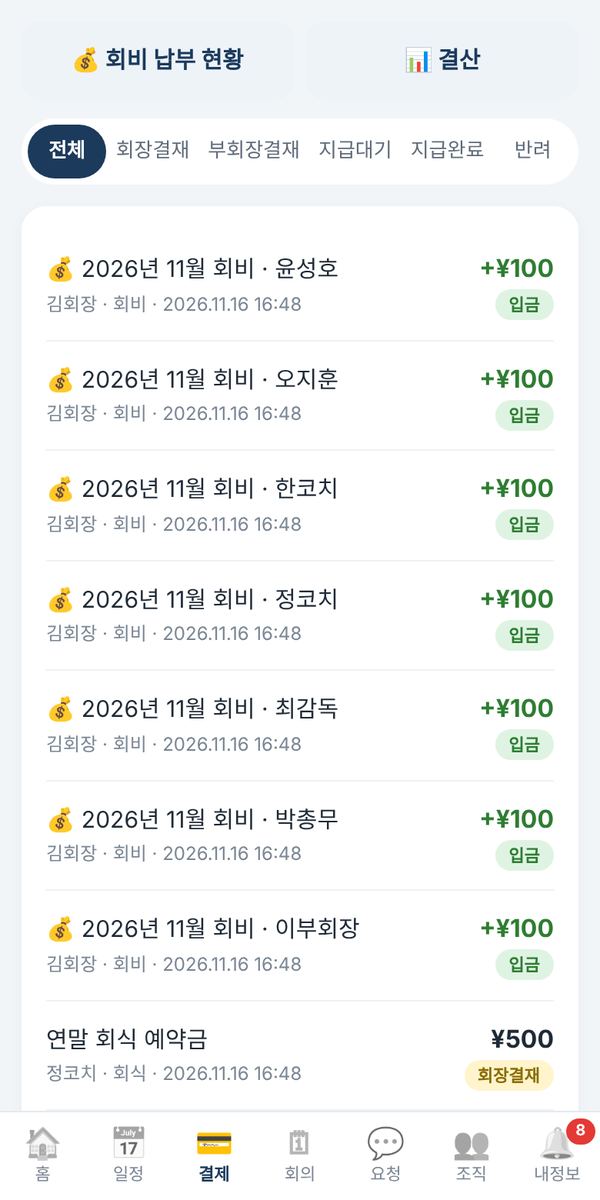 💰 회비 납부 현황
📊 결산
전체 회장결재 부회장결재 지급대기 지급완료 반려
💰 2026년 11월 회비 · 윤성호 +¥100
김회장 · 회비 · 2026.11.16 16:48 입금
💰 2026년 11월 회비 · 오지훈 +¥100
김회장 · 회비 · 2026.11.16 16:48 입금
💰 2026년 11월 회비 · 한코치 +¥100
김회장 · 회비 · 2026.11.16 16:48 입금
💰 2026년 11월 회비 · 정코치 +¥100
김회장 · 회비 · 2026.11.16 16:48 입금
💰 2026년 11월 회비 · 최감독 +¥100
김회장 · 회비 · 2026.11.16 16:48 입금
💰 2026년 11월 회비 · 박총무 +¥100
김회장 · 회비 · 2026.11.16 16:48 입금
💰 2026년 11월 회비 · 이부회장 +¥100
김회장 · 회비 · 2026.11.16 16:48 입금
연말 회식 예약금 ¥500
정코치 · 회식 · 2026.11.16 16:48 회장결재
July
17
8
홈 일정 결제 회의 요청 조직 내정보